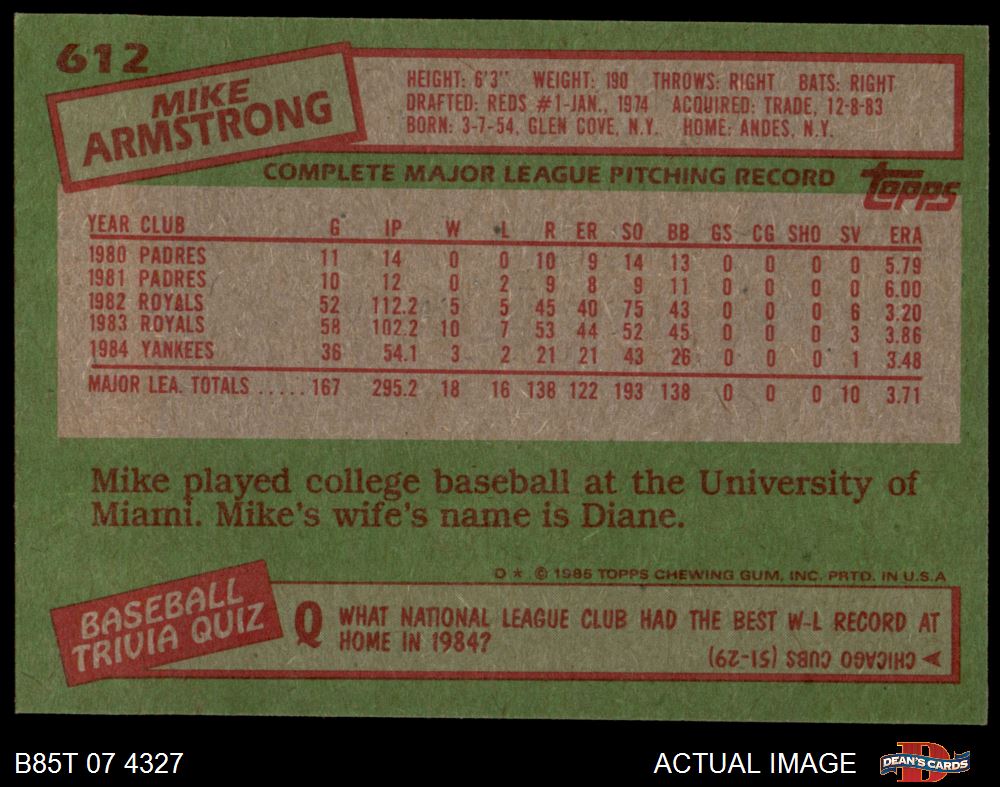 612
MIKE
ARMSTRONG
HEIGHT: 6'3" WEIGHT: 190 THROWS: RIGHT BATS: RIGHT
DRAFTED: REDS #1-JAN., 1974 ACQUIRED: TRADE, 12-8-83
BORN: 3-7-54, GLEN COVE, N.Y. HOME: ANDES, N.Y.
COMPLETE MAJOR LEAGUE PITCHING RECORD
Topps
YEAR CLUB G IP W L R ER SO BB GS CG SHO SV ERA
1980 PADRES 11 14 0 0 10 9 14 13 0 0 0 0 5.79
1981 PADRES 10 12 0 2 9 8 9 11 0 0 0 0 6.00
1982 ROYALS 52 112.2 5 5 45 40 75 43 0 0 0 6 3.20
1983 ROYALS 58 102.2 10 7 53 44 52 45 0 0 0 3 3.86
1984 YANKEES 36 54.1 3 2 21 21 43 26 0 0 0 1 3.48
MAJOR LEA. TOTALS ..... 167 295.2 18 16 138 122 193 138 0 0 0 10 3.71
Mike played college baseball at the University of
Miami. Mike's wife's name is Diane.
D * © 1985 TOPPS CHEWING GUM, INC. PRTD. IN U.S.A
BASEBALL
TRIVIA QUIZ
Q WHAT NATIONAL LEAGUE CLUB HAD THE BEST W-L RECORD AT
HOME IN 1984?
➤ CHICAGO CUBS (51-29)
B85T 07 4327
ACTUAL IMAGE
D
DEAN'S CARDS